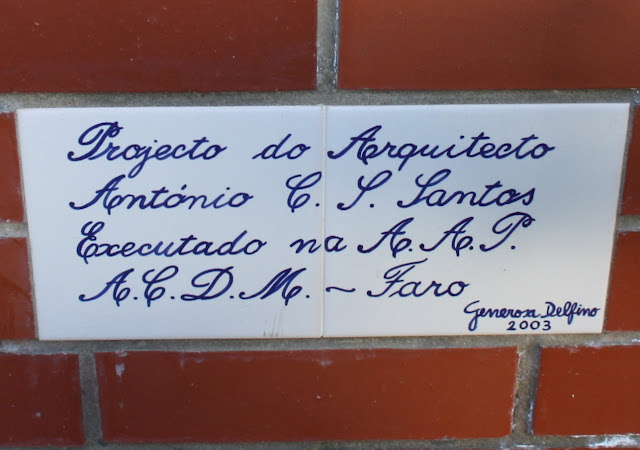 Projecto do Arquitecto
António C. S. Santos
Executado na A. A. P.
A. C. D. M. ~ Faro
Generosa Delfino
2003